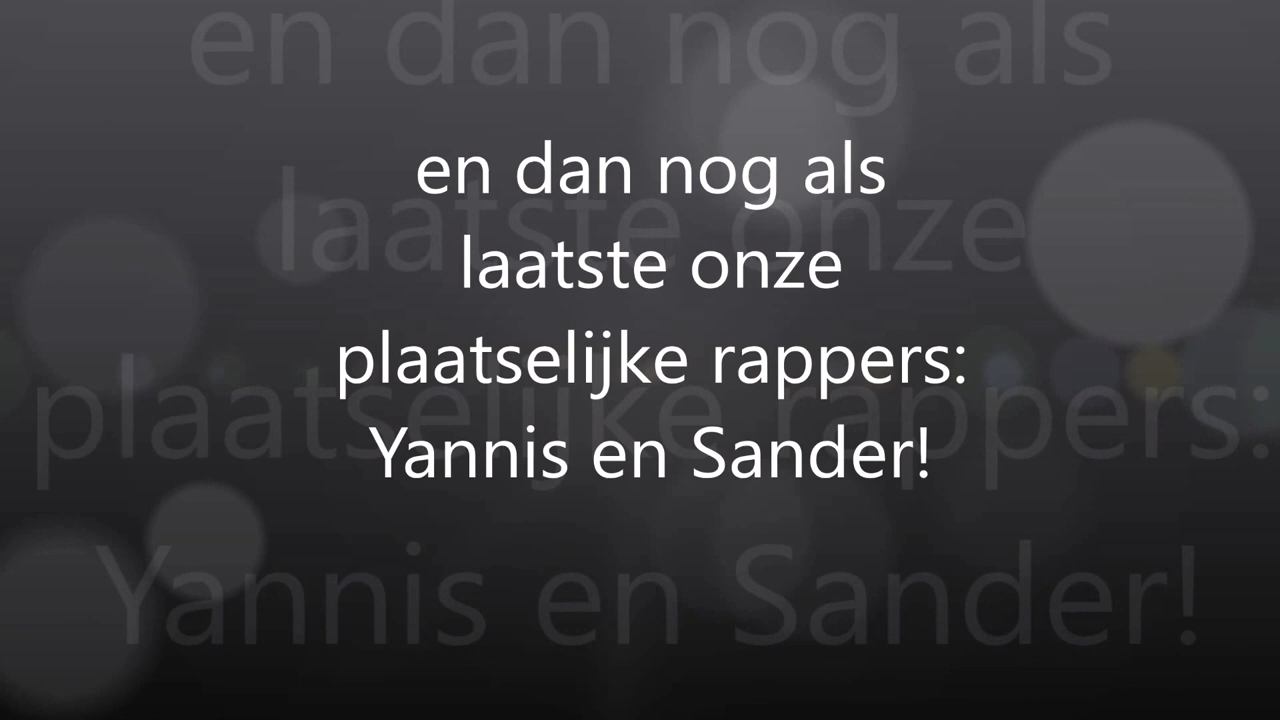 en dan nog als
laatste onze
plaatselijke rappers:
Yannis en Sander!